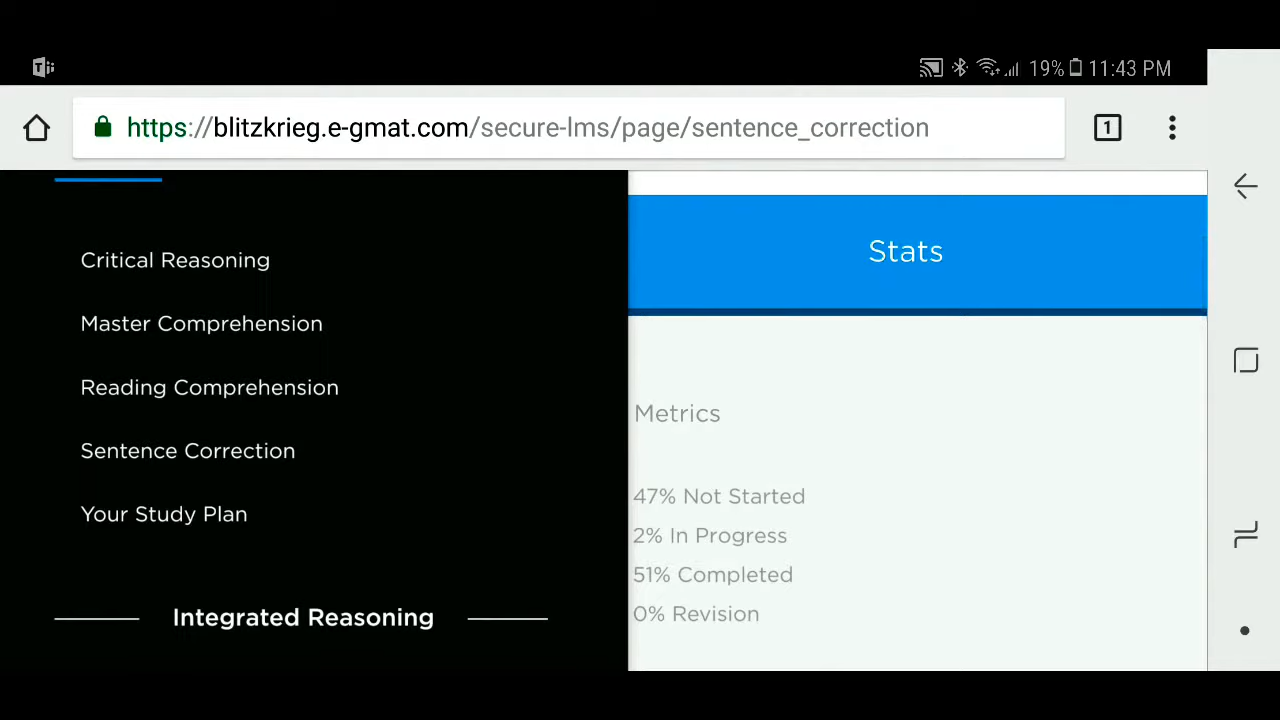 19% 11:43 PM
https://blitzkrieg.e-gmat.com/secure-lms/page/sentence_correction
1
Critical Reasoning
Master Comprehension
Reading Comprehension
Sentence Correction
Your Study Plan
Integrated Reasoning
Stats
Metrics
47% Not Started
2% In Progress
51% Completed
0% Revision